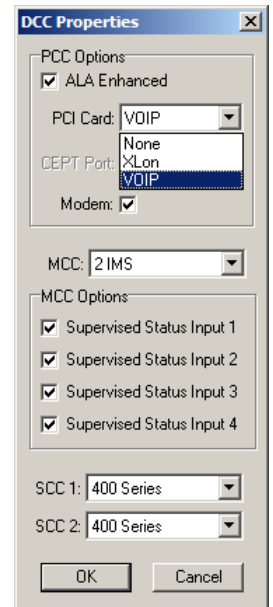 DCC Properties
PCC Options
ALA Enhanced
PCI Card: VOIP
None
CEPT Port: XLon
VOIP
Modem:
MCC: 2 IMS
MCC Options
Supervised Status Input 1
Supervised Status Input 2
Supervised Status Input 3
Supervised Status Input 4
SCC 1: 400 Series
SCC 2: 400 Series
OK Cancel